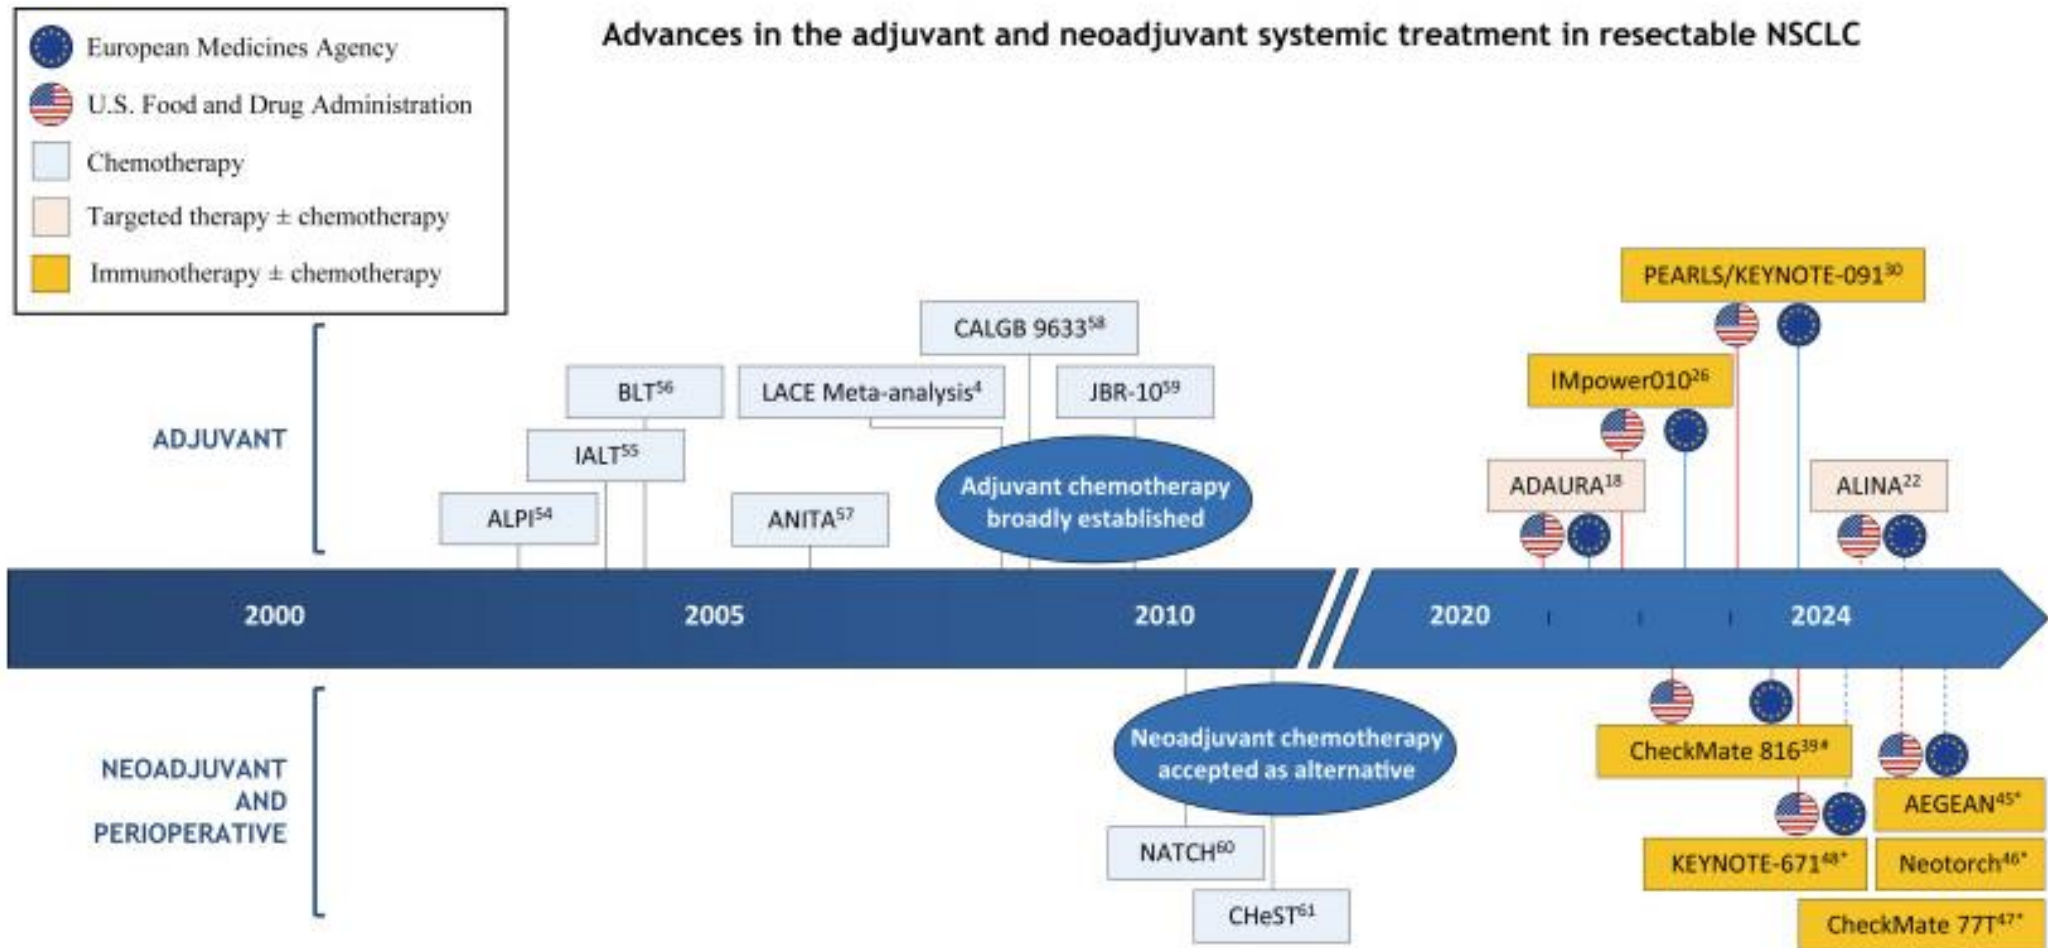 Advances in the adjuvant and neoadjuvant systemic treatment in resectable NSCLC
European Medicines Agency
U.S. Food and Drug Administration
Chemotherapy
Targeted therapy ± chemotherapy
Immunotherapy ± chemotherapy
PEARLS/KEYNOTE-091³⁰
CALGB 9633⁵⁸
BLT⁵⁶
LACE Meta-analysis⁴
JBR-10⁵⁹
IMpower010²⁶
ADJUVANT
IALT⁵⁵
ALPI⁵⁴
ANITA⁵⁷
Adjuvant chemotherapy
broadly established
ADAURA¹⁸
ALINA²²
2000
2005
2010
2020
2024
NEOADJUVANT
AND
PERIOPERATIVE
Neoadjuvant chemotherapy
accepted as alternative
CheckMate 816³⁹#
AEGEAN⁴⁵*
NATCH⁶⁰
KEYNOTE-671⁴⁸*
Neotorch⁴⁶*
CHeST⁶¹
CheckMate 77T⁴⁷*